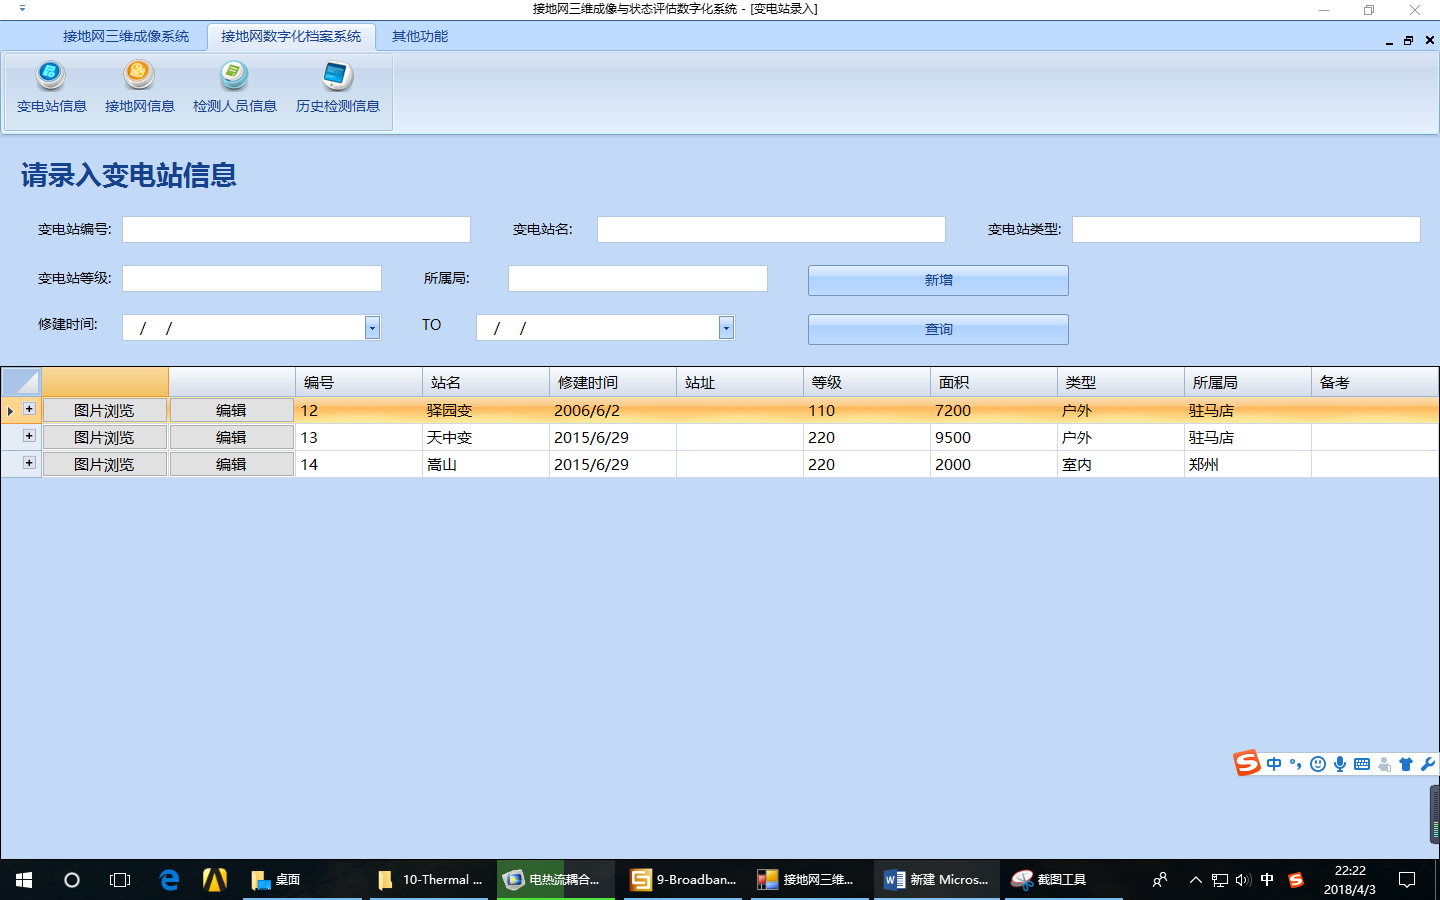 接地网三维成像与状态评估数字化系统 - [变电站录入]
接地网三维成像系统 接地网数字化档案系统 其他功能
变电站信息 接地网信息 检测人员信息 历史检测信息
请录入变电站信息
变电站编号: 变电站名: 变电站类型:
变电站等级: 所属局: 新增
修建时间: / / TO / / 查询
编号 站名 修建时间 站址 等级 面积 类型 所属局 备考
图片浏览 编辑 12 驿园变 2006/6/2 110 7200 户外 驻马店
图片浏览 编辑 13 天中变 2015/6/29 220 9500 户外 驻马店
图片浏览 编辑 14 嵩山 2015/6/29 220 2000 室内 郑州
中
桌面 10-Thermal ... 电热流耦合... 9-Broadban... 接地网三维... 新建 Micros... 截图工具 中 22:22
2018/4/3